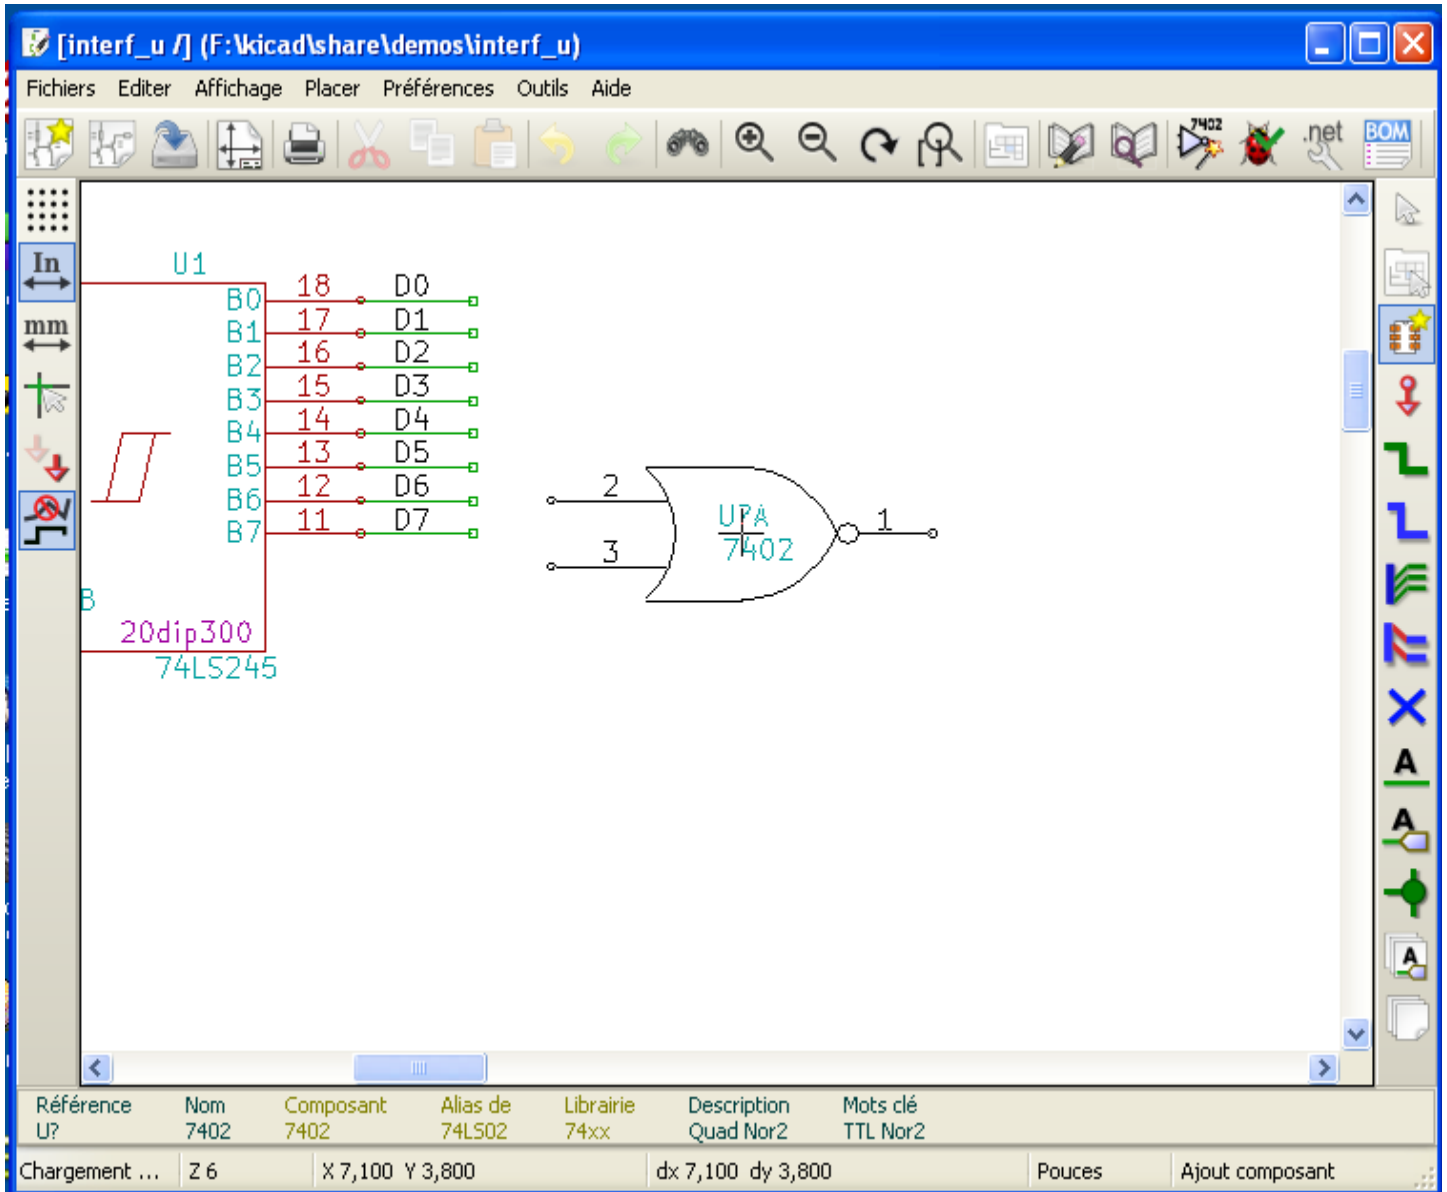 [interf_u /] (F:\kicad\share\demos\interf_u)
Fichiers Editer Affichage Placer Préférences Outils Aide
7402 .net BOM
In
mm
U1
B0 18 D0
B1 17 D1
B2 16 D2
B3 15 D3
B4 14 D4
B5 13 D5
B6 12 D6
B7 11 D7
2
3
U?A
7402
1
B
20dip300
74LS245
A
A
A
Référence Nom Composant Alias de Librairie Description Mots clé
U? 7402 7402 74LS02 74xx Quad Nor2 TTL Nor2
Chargement ... Z 6 X 7,100 Y 3,800 dx 7,100 dy 3,800 Pouces Ajout composant